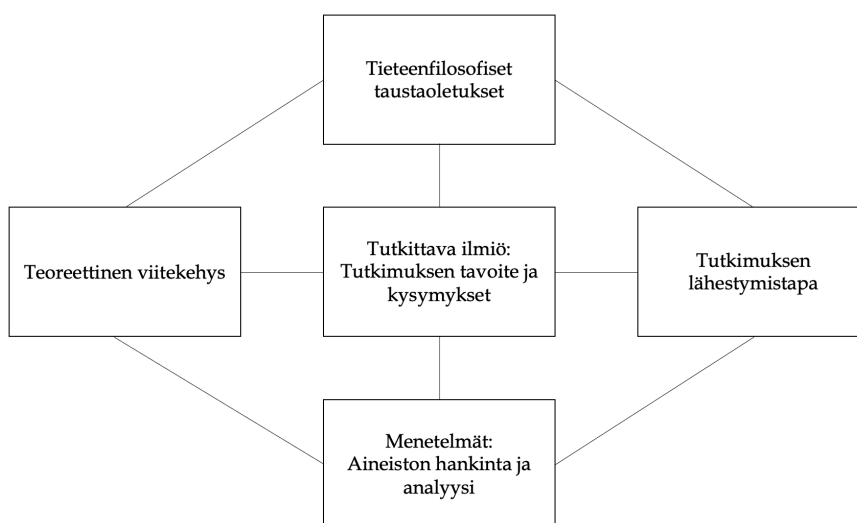 Tieteenfilosofiset
taustaoletukset
Teoreettinen viitekehys
Tutkittava ilmiö:
Tutkimuksen tavoite ja
kysymykset
Tutkimuksen
lähestymistapa
Menetelmät:
Aineiston hankinta ja
analyysi